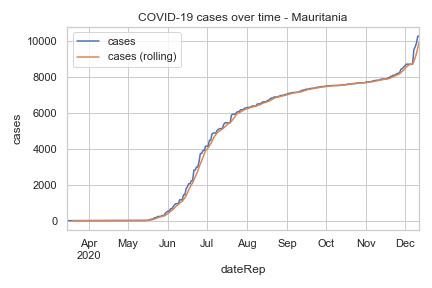 COVID-19 cases over time - Mauritania
cases
cases (rolling)
10000
8000
6000
4000
2000
0
cases
Apr
2020
May
Jun
Jul
Aug
Sep
Oct
Nov
Dec
dateRep